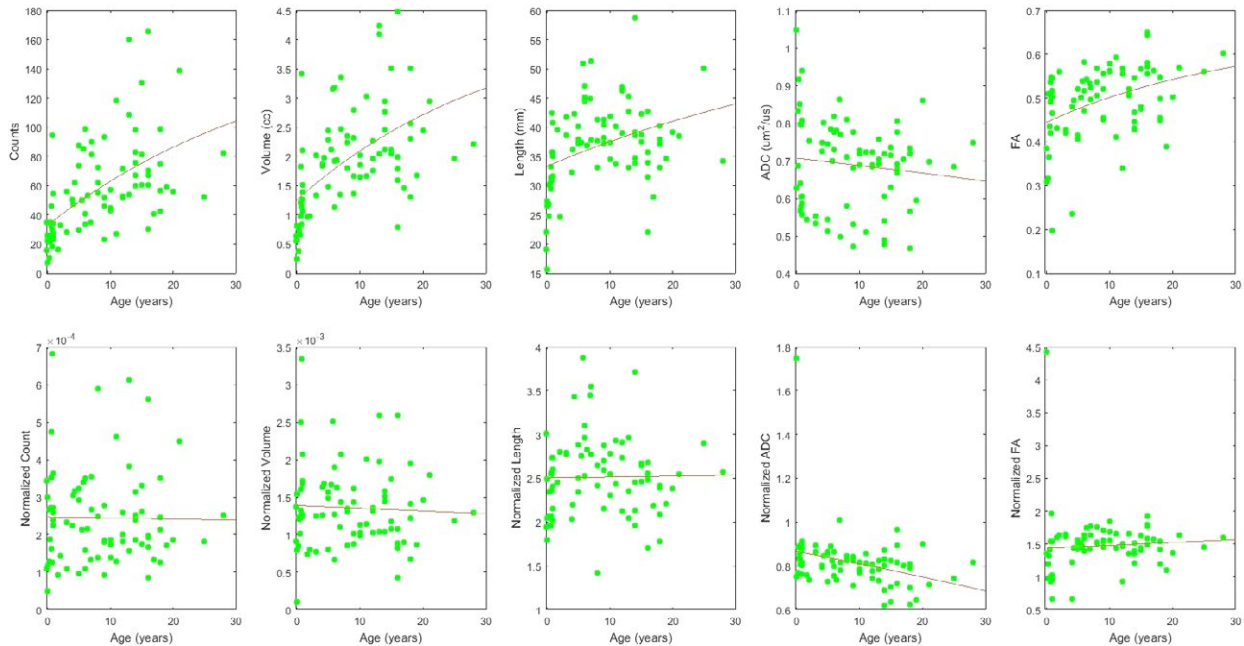 Counts
180
160
140
120
100
80
60
40
20
0
0 10 20 30
Age (years)
Volume (cc)
4.5
4
3.5
3
2.5
2
1.5
1
0.5
0
0 10 20 30
Age (years)
Length (mm)
60
55
50
45
40
35
30
25
20
15
0 10 20 30
Age (years)
ADC (um²/us)
1.1
1
0.9
0.8
0.7
0.6
0.5
0.4
0 10 20 30
Age (years)
FA
0.7
0.6
0.5
0.4
0.3
0.2
0.1
0 10 20 30
Age (years)
Normalized Count
× 10⁻⁴
7
6
5
4
3
2
1
0
0 10 20 30
Age (years)
Normalized Volume
× 10⁻³
3.5
3
2.5
2
1.5
1
0.5
0
0 10 20 30
Age (years)
Normalized Length
4
3.5
3
2.5
2
1.5
1
0 10 20 30
Age (years)
Normalized ADC
1.8
1.6
1.4
1.2
1
0.8
0.6
0 10 20 30
Age (years)
Normalized FA
4.5
4
3.5
3
2.5
2
1.5
1
0.5
0 10 20 30
Age (years)